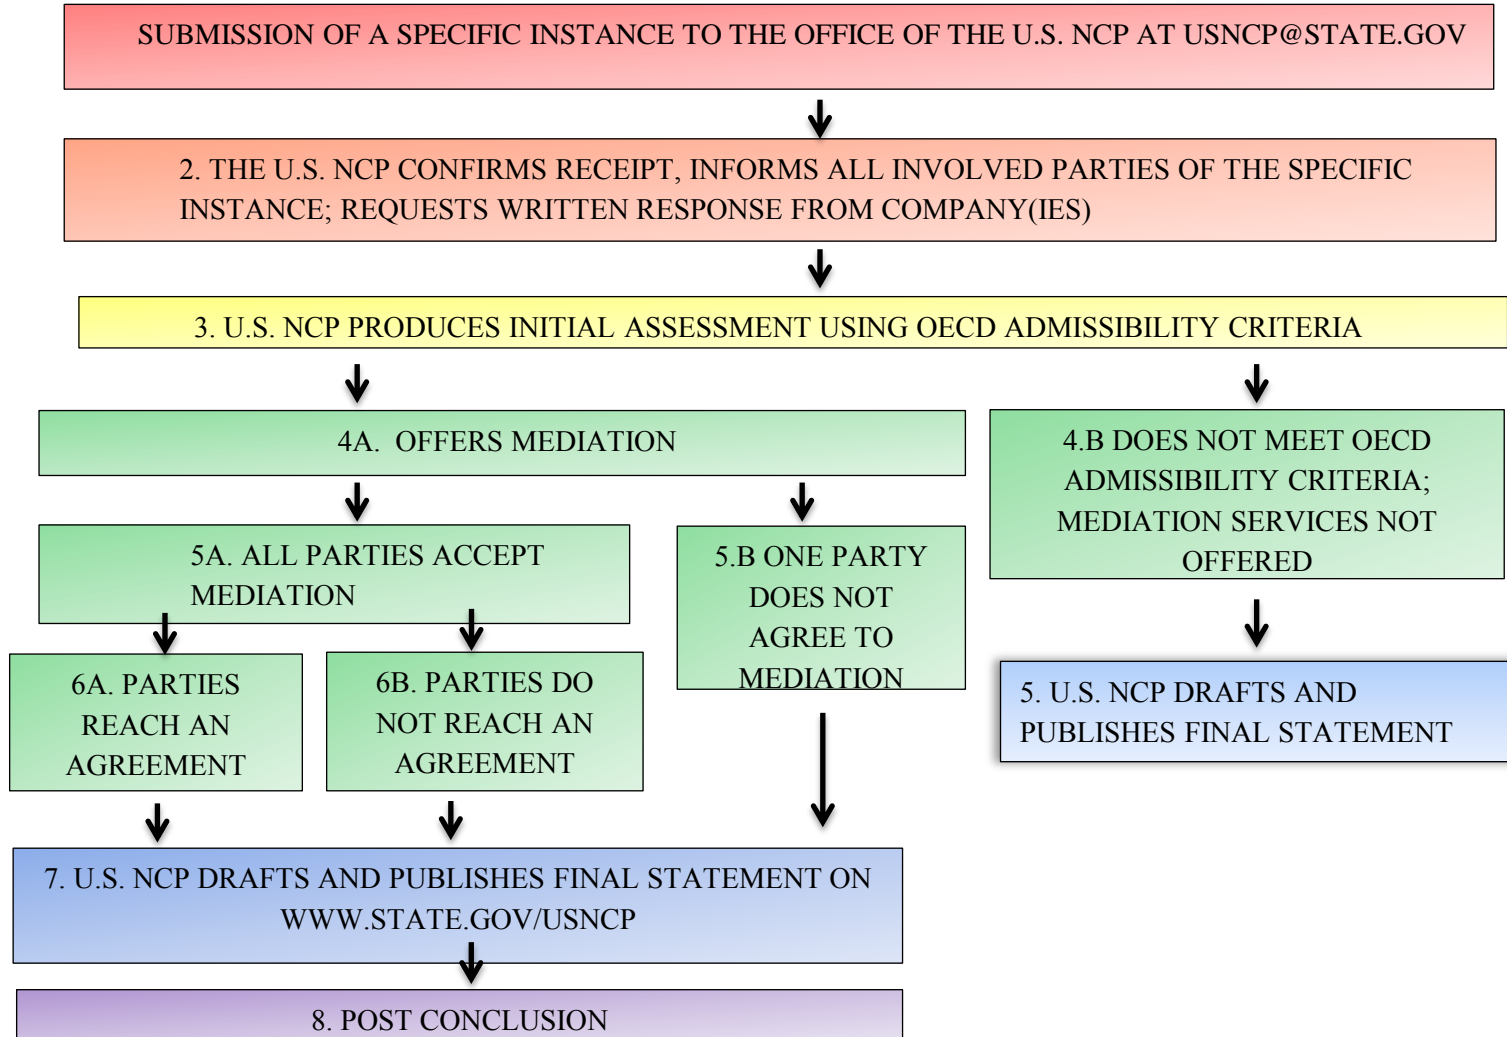 SUBMISSION OF A SPECIFIC INSTANCE TO THE OFFICE OF THE U.S. NCP AT USNCP@STATE.GOV
2. THE U.S. NCP CONFIRMS RECEIPT, INFORMS ALL INVOLVED PARTIES OF THE SPECIFIC
INSTANCE; REQUESTS WRITTEN RESPONSE FROM COMPANY(IES)
3. U.S. NCP PRODUCES INITIAL ASSESSMENT USING OECD ADMISSIBILITY CRITERIA
4A. OFFERS MEDIATION
4.B DOES NOT MEET OECD
ADMISSIBILITY CRITERIA;
MEDIATION SERVICES NOT
OFFERED
5A. ALL PARTIES ACCEPT
MEDIATION
5.B ONE PARTY
DOES NOT
AGREE TO
MEDIATION
6A. PARTIES
REACH AN
AGREEMENT
6B. PARTIES DO
NOT REACH AN
AGREEMENT
5. U.S. NCP DRAFTS AND
PUBLISHES FINAL STATEMENT
7. U.S. NCP DRAFTS AND PUBLISHES FINAL STATEMENT ON
WWW.STATE.GOV/USNCP
8. POST CONCLUSION